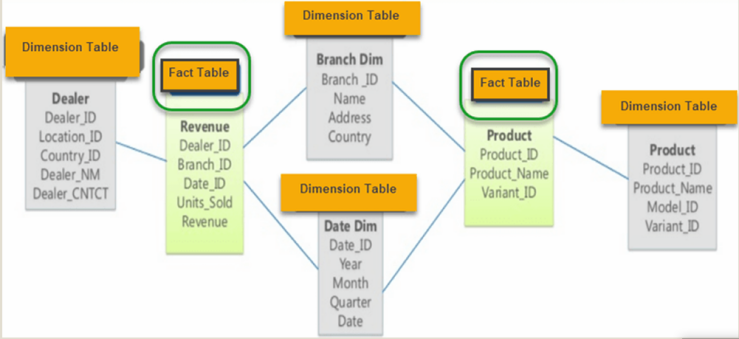 Dimension Table
Dealer
Dealer_ID
Location_ID
Country_ID
Dealer_NM
Dealer_CNTCT
Fact Table
Revenue
Dealer_ID
Branch_ID
Date_ID
Units_Sold
Revenue
Dimension Table
Branch Dim
Branch _ID
Name
Address
Country
Dimension Table
Date Dim
Date_ID
Year
Month
Quarter
Date
Fact Table
Product
Product_ID
Product_Name
Variant_ID
Dimension Table
Product
Product_ID
Product_Name
Model_ID
Variant_ID